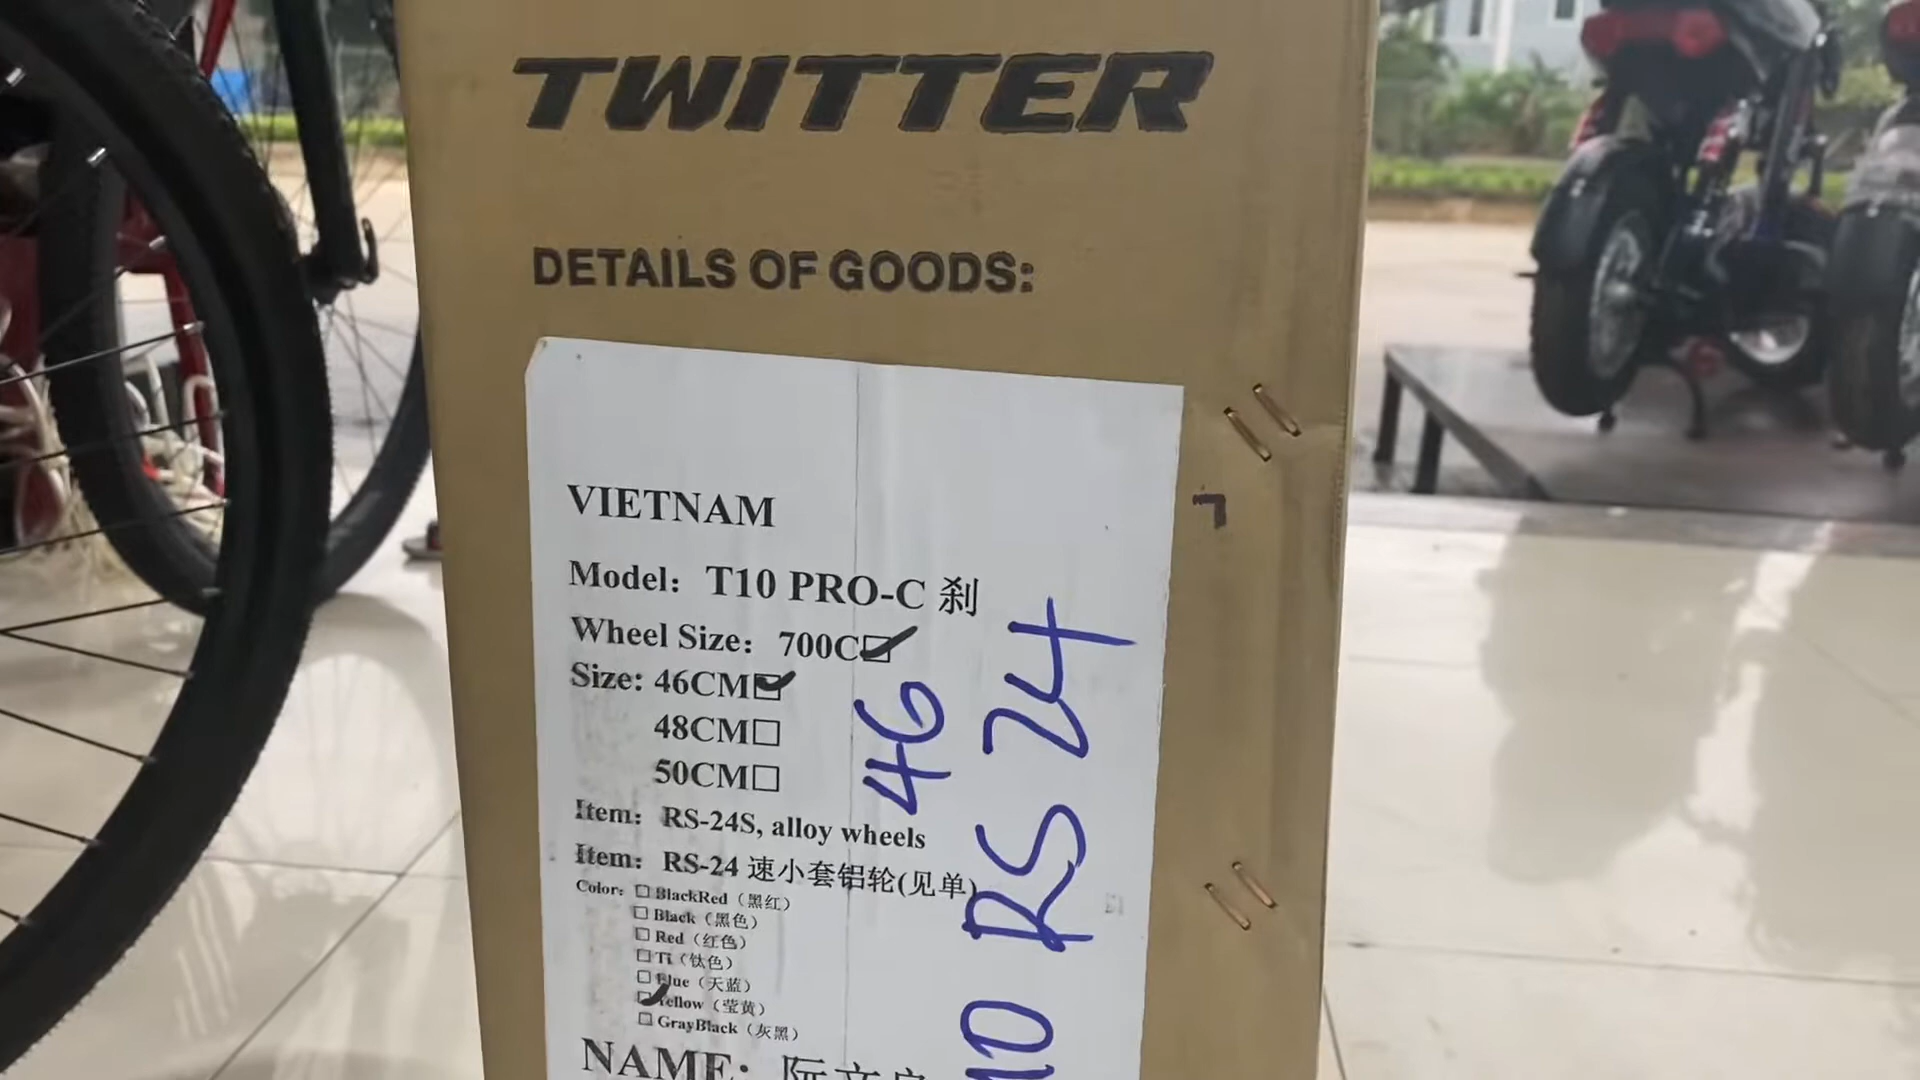 TWITTER
DETAILS OF GOODS:
VIETNAM
Model: T10 PRO-C 刹
Wheel Size: 700C☑
Size: 46CM☑
48CM☐
50CM☐
Item: RS-24S, alloy wheels
Item: RS-24 速小套铝轮(见单)
Color: ☐ BlackRed（黑红）
☐ Black（黑色）
☐ Red（红色）
☐ Ti（钛色）
☐ Blue（天蓝）
☑ Yellow（莹黄）
☐ GrayBlack（灰黑）
NAME: 阮文
46
10 RS 24